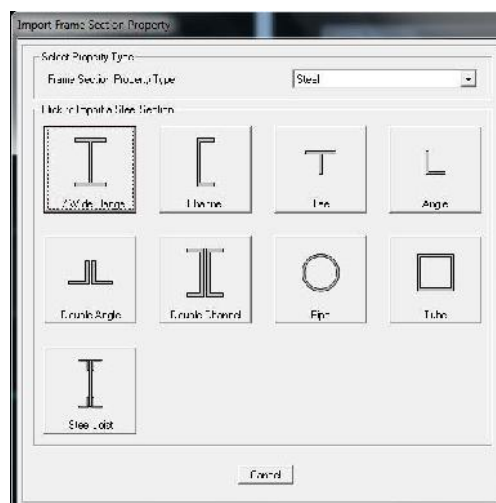 Import Frame Section Property
Select Property Type
Frame Section Property Type
Steel
Click to Import a Steel Section
I/Wide Flange
Channel
Tee
Angle
Double Angle
Double Channel
Pipe
Tube
Steel Joist
Cancel